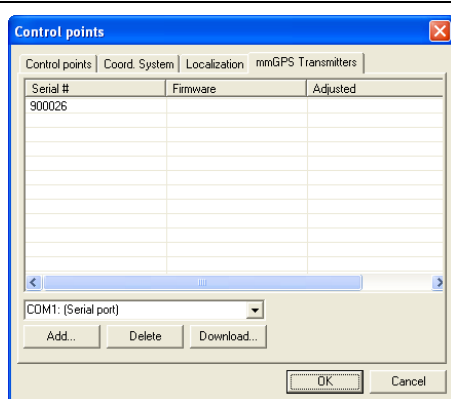 Control points
Control points Coord. System Localization mmGPS Transmitters
Serial # Firmware Adjusted
900026
COM1: (Serial port)
Add... Delete Download...
OK Cancel